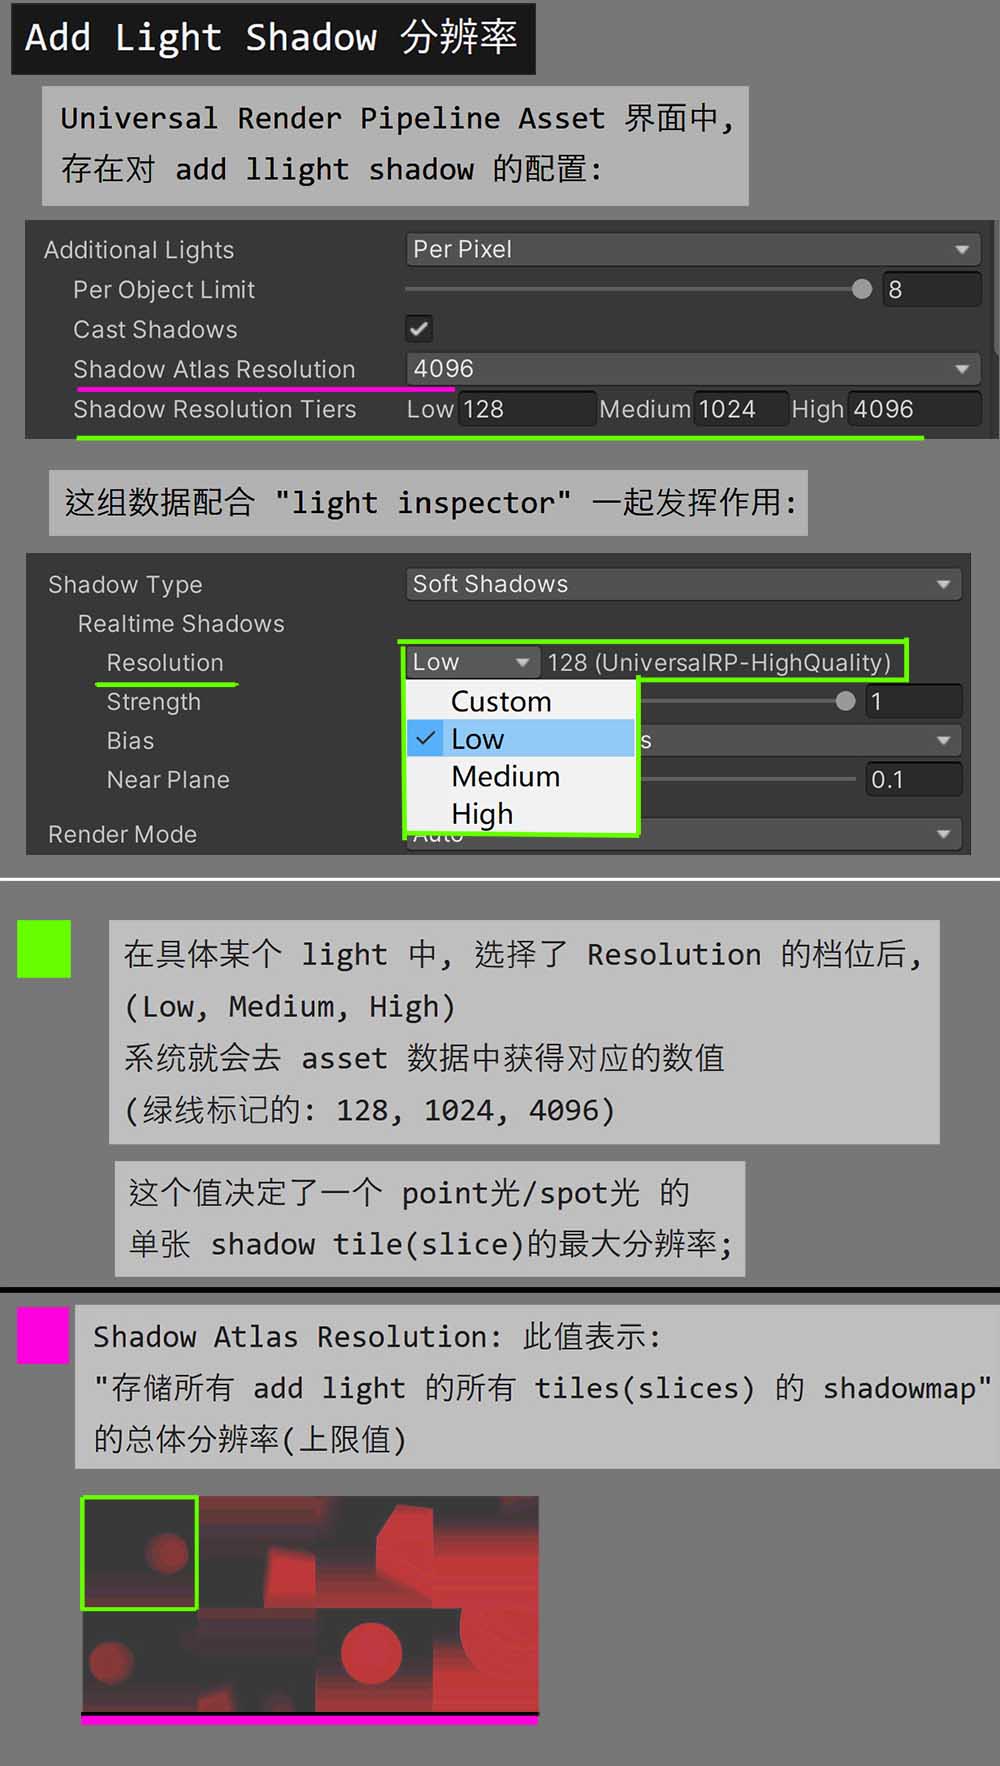 Add Light Shadow 分辨率
Universal Render Pipeline Asset 界面中,
存在对 add llight shadow 的配置:
Additional Lights Per Pixel
Per Object Limit 8
Cast Shadows
Shadow Atlas Resolution 4096
Shadow Resolution Tiers Low 128 Medium 1024 High 4096
这组数据配合 "light inspector" 一起发挥作用:
Shadow Type Soft Shadows
Realtime Shadows
Resolution Low 128 (UniversalRP-HighQuality)
Custom
Strength 1
Low
Bias s
Medium
Near Plane 0.1
High
Render Mode Auto
在具体某个 light 中, 选择了 Resolution 的档位后,
(Low, Medium, High)
系统就会去 asset 数据中获得对应的数值
(绿线标记的: 128, 1024, 4096)
这个值决定了一个 point光/spot光 的
单张 shadow tile(slice)的最大分辨率;
Shadow Atlas Resolution: 此值表示:
"存储所有 add light 的所有 tiles(slices) 的 shadowmap"
的总体分辨率(上限值)